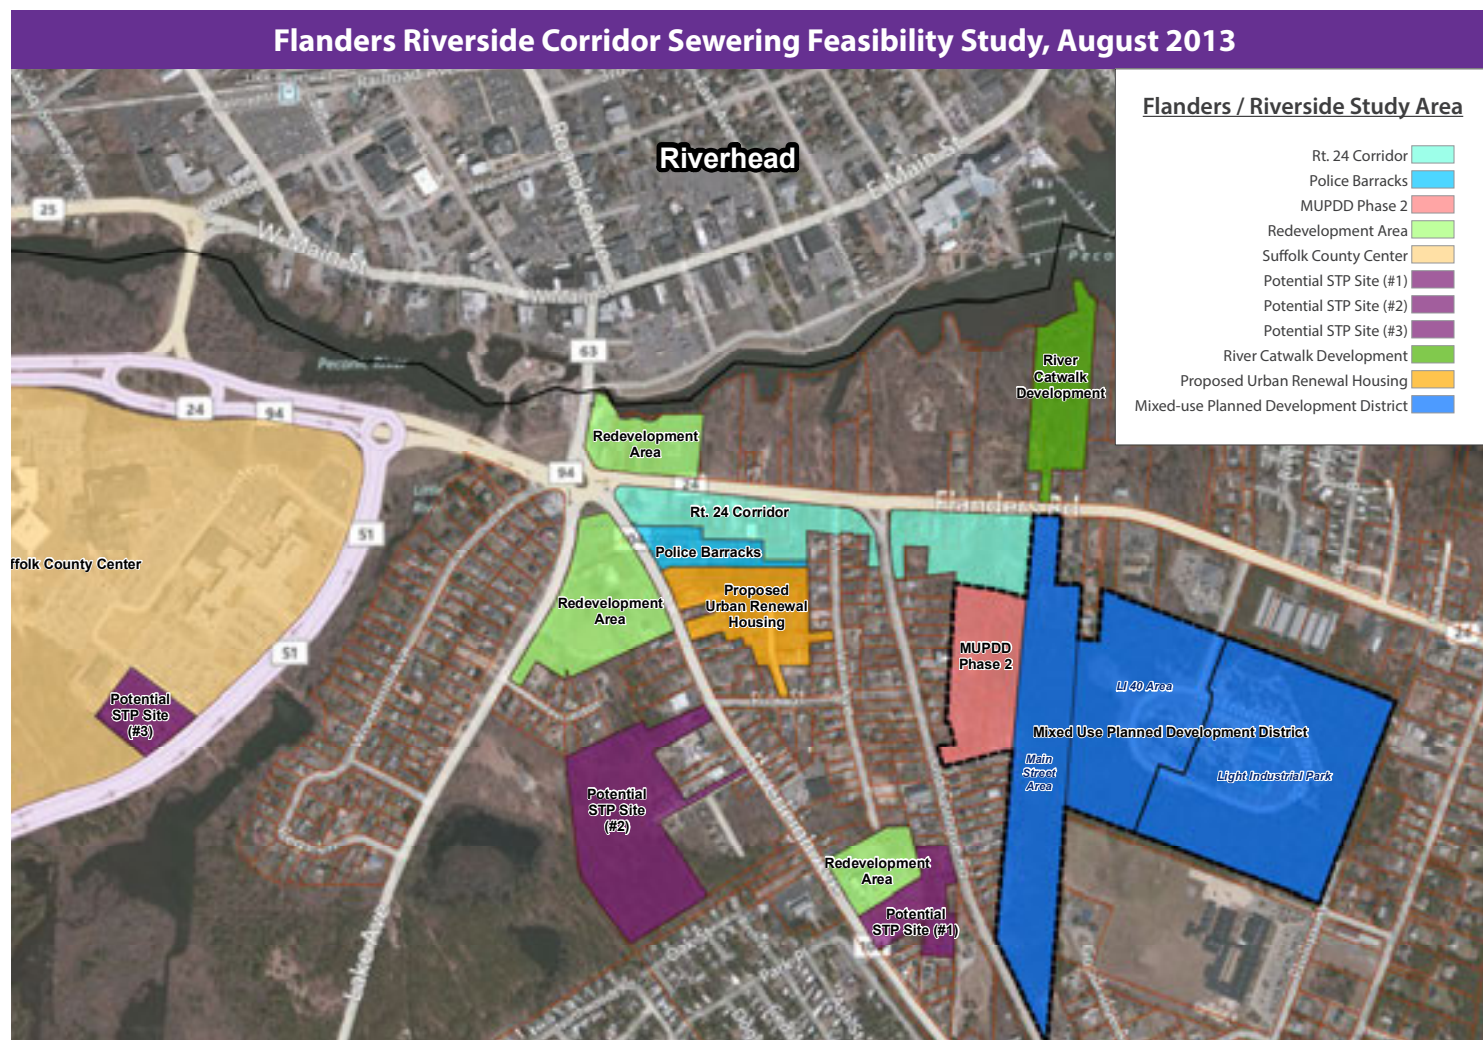 Flanders Riverside Corridor Sewering Feasibility Study, August 2013
Flanders / Riverside Study Area
Rt. 24 Corridor
Police Barracks
MUPDD Phase 2
Redevelopment Area
Suffolk County Center
Potential STP Site (#1)
Potential STP Site (#2)
Potential STP Site (#3)
River Catwalk Development
Proposed Urban Renewal Housing
Mixed-use Planned Development District
Riverhead
Roanoke Ave
E Main St
25
W Main St
63
Peconic River
24
94
River
Catwalk
Development
Redevelopment
Area
94
24
Flanders Rd
Rt. 24 Corridor
51
Police Barracks
ffolk County Center
Proposed
Urban Renewal
Housing
Redevelopment
Area
24
51
MUPDD
Phase 2
LI 40 Area
Potential
STP Site
(#3)
Mixed Use Planned Development District
Main
Street
Area
Light Industrial Park
Potential
STP Site
(#2)
Redevelopment
Area
Potential
STP Site (#1)
Lake Ave